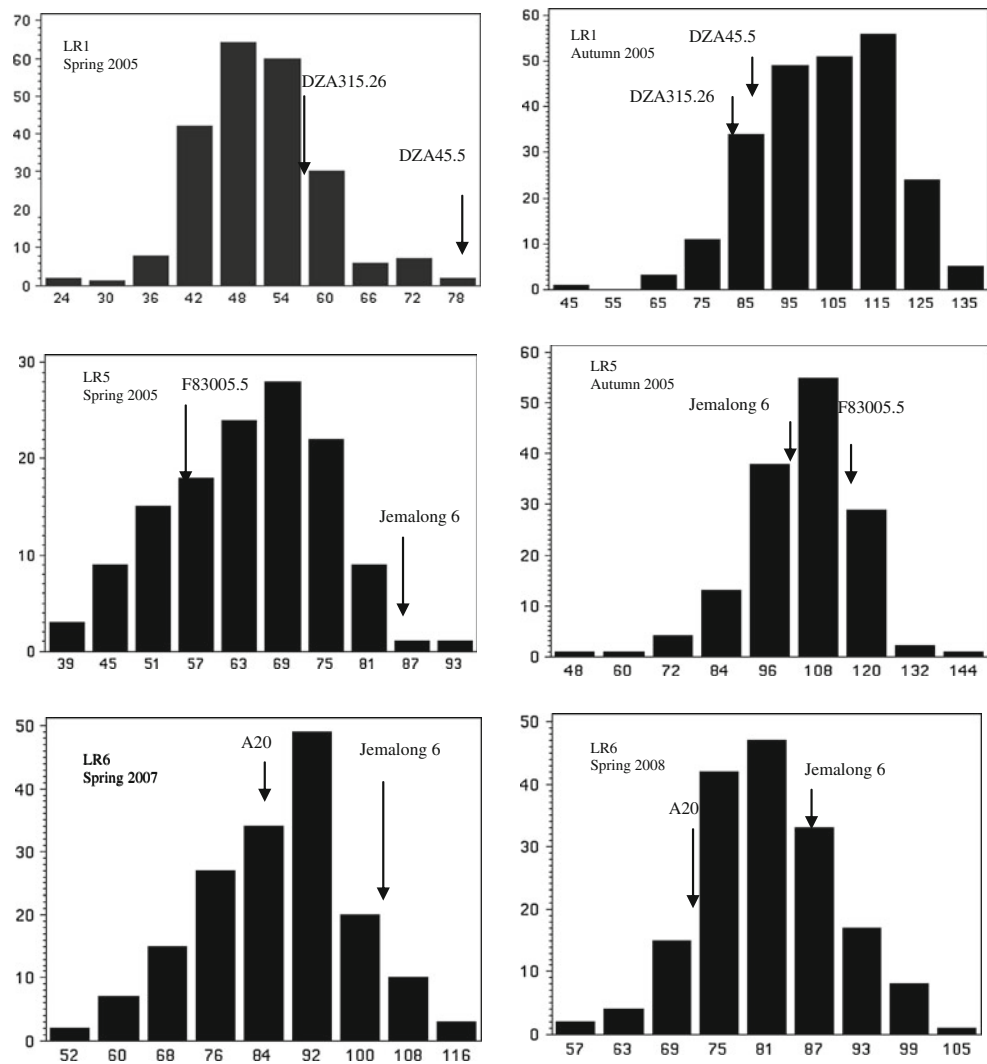 70
60
50
40
30
20
10
0
LR1
Spring 2005
DZA315.26
DZA45.5
24 30 36 42 48 54 60 66 72 78
60
50
40
30
20
10
0
LR1
Autumn 2005
DZA45.5
DZA315.26
45 55 65 75 85 95 105 115 125 135
30
20
10
0
LR5
Spring 2005
F83005.5
Jemalong 6
39 45 51 57 63 69 75 81 87 93
60
50
40
30
20
10
0
LR5
Autumn 2005
Jemalong 6
F83005.5
48 60 72 84 96 108 120 132 144
50
40
30
20
10
0
LR6
Spring 2007
A20
Jemalong 6
52 60 68 76 84 92 100 108 116
50
40
30
20
10
0
LR6
Spring 2008
A20
Jemalong 6
57 63 69 75 81 87 93 99 105